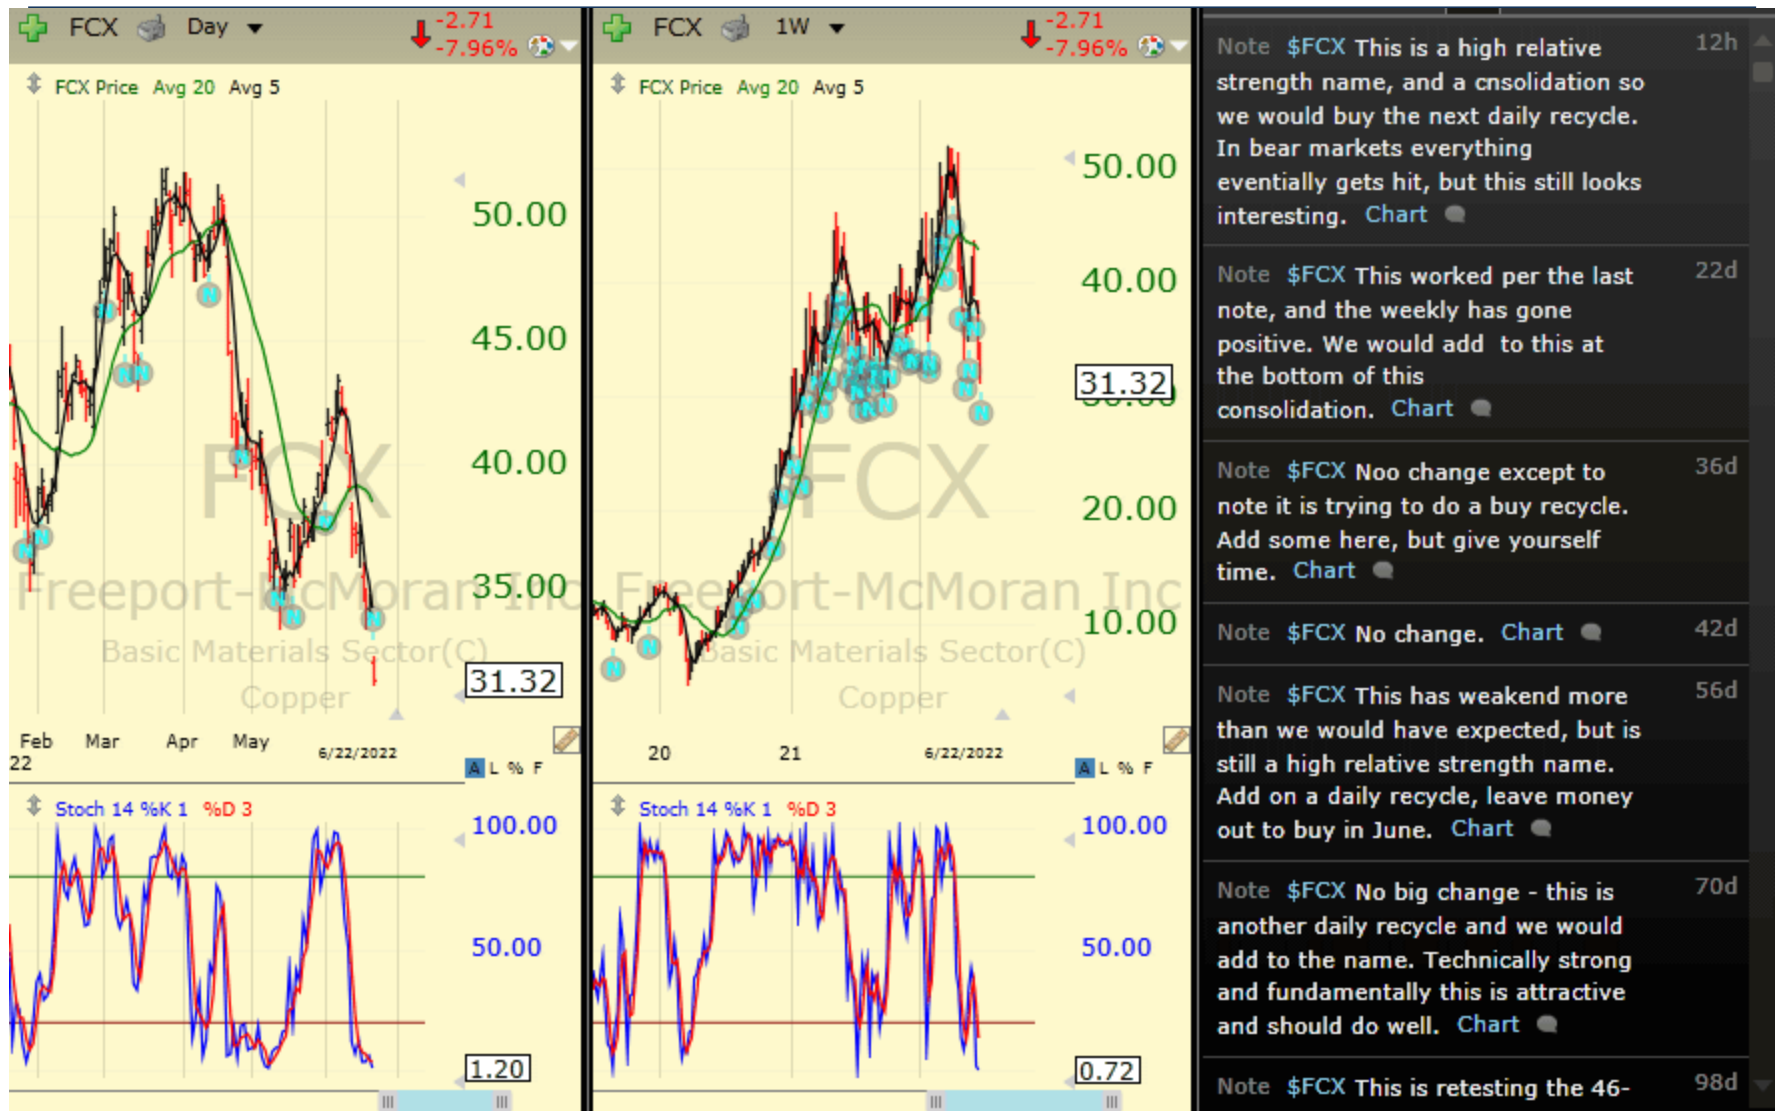 FCX Day
-2.71
-7.96%
FCX Price Avg 20 Avg 5
50.00
45.00
40.00
35.00
31.32
FCX
Freeport-McMoran Inc
Basic Materials Sector(C)
Copper
Feb Mar Apr May 6/22/2022
22
A L % F
Stoch 14 %K 1 %D 3
100.00
50.00
1.20
FCX 1W
-2.71
-7.96%
FCX Price Avg 20 Avg 5
50.00
40.00
31.32
20.00
10.00
FCX
Freeport-McMoran Inc
Basic Materials Sector(C)
Copper
20 21 6/22/2022
A L % F
Stoch 14 %K 1 %D 3
100.00
50.00
0.72
Note $FCX This is a high relative 12h
strength name, and a cnsolidation so
we would buy the next daily recycle.
In bear markets everything
eventially gets hit, but this still looks
interesting. Chart
Note $FCX This worked per the last 22d
note, and the weekly has gone
positive. We would add to this at
the bottom of this
consolidation. Chart
Note $FCX Noo change except to 36d
note it is trying to do a buy recycle.
Add some here, but give yourself
time. Chart
Note $FCX No change. Chart 42d
Note $FCX This has weakend more 56d
than we would have expected, but is
still a high relative strength name.
Add on a daily recycle, leave money
out to buy in June. Chart
Note $FCX No big change - this is 70d
another daily recycle and we would
add to the name. Technically strong
and fundamentally this is attractive
and should do well. Chart
Note $FCX This is retesting the 46- 98d